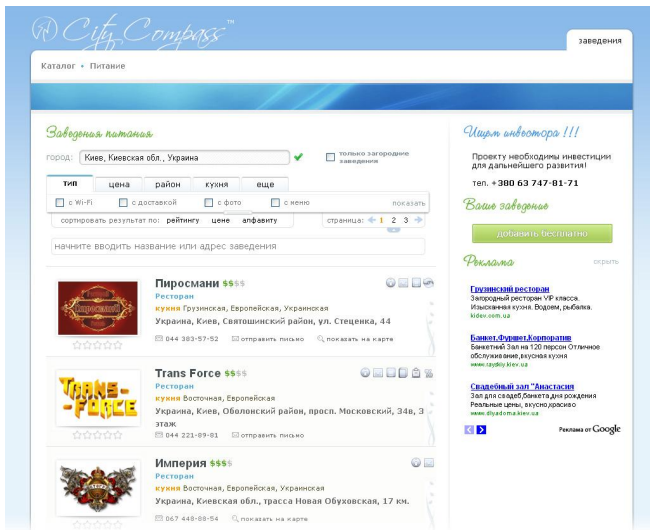 City Compass™
заведения
Каталог • Питание
Заведения питания
город: Киев, Киевская обл., Украина
только загородние
заведения
тип цена район кухня еще
с Wi-Fi с доставкой с фото с меню показать
сортировать результат по: рейтингу цене алфавиту
страница: 1 2 3
начните вводить название или адрес заведения
Пиросмани $$$$
Ресторан
кухня Грузинская, Европейская, Украинская
Украина, Киев, Святошинский район, ул. Стеценка, 44
044 383-57-52 отправить письмо показать на карте
Trans Force $$$$
Ресторан
кухня Восточная, Европейская
Украина, Киев, Оболонский район, просп. Московский, 34в, 3
этаж
044 221-89-81 отправить письмо
TRANS-
-FORCE
Империя $$$$
Ресторан
кухня Восточная, Европейская, Украинская
Украина, Киевская обл., трасса Новая Обуховская, 17 км.
067 448-88-54 показать на карте
Ищем инвестора !!!
Проекту необходимы инвестиции
для дальнейшего развития!
тел. +380 63 747-81-71
Ваше заведение
добавить бесплатно
Реклама скрыть
Грузинский ресторан
Загородный ресторан VIP класса.
Изысканная кухня. Водоем, рыбалка.
kidev.com.ua
Банкет,Фуршет,Корпоратив
Банкетний Зал на 120 персон Отличное
обслуживание,вкусная кухня
www.rayskiy.kiev.ua
Свадебный зал "Анастасия
Зал для свадеб,банкета,дня рождения
Реальные цены, вкусно,красиво
www.diyadoma.kiev.ua
Реклама от Google